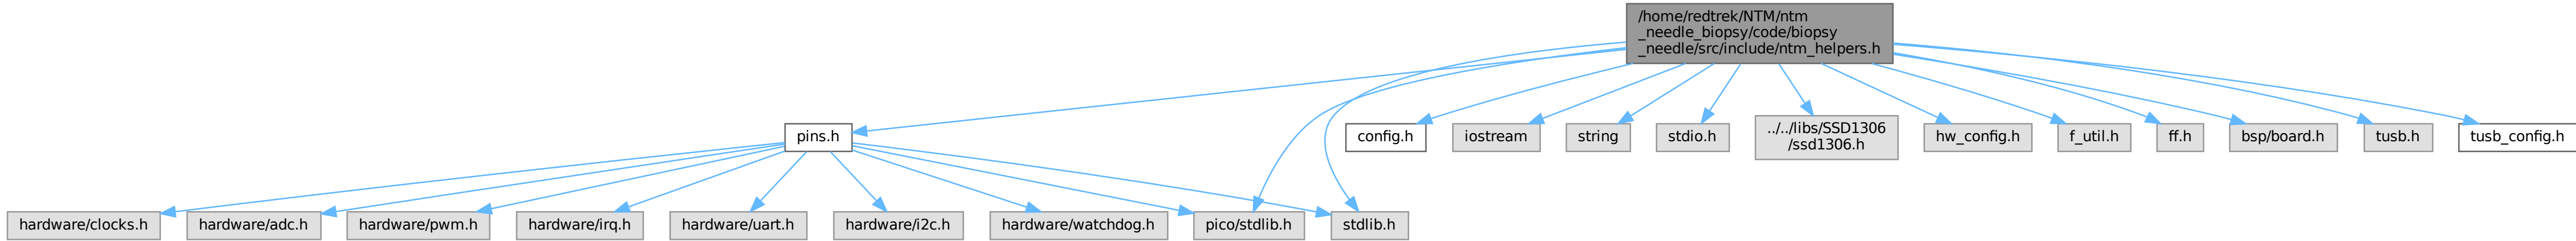 /home/redtrek/NTM/ntm
_needle_biopsy/code/biopsy
_needle/src/include/ntm_helpers.h
pins.h
config.h
iostream
string
stdio.h
../../libs/SSD1306
/ssd1306.h
hw_config.h
f_util.h
ff.h
bsp/board.h
tusb.h
tusb_config.h
hardware/clocks.h
hardware/adc.h
hardware/pwm.h
hardware/irq.h
hardware/uart.h
hardware/i2c.h
hardware/watchdog.h
pico/stdlib.h
stdlib.h